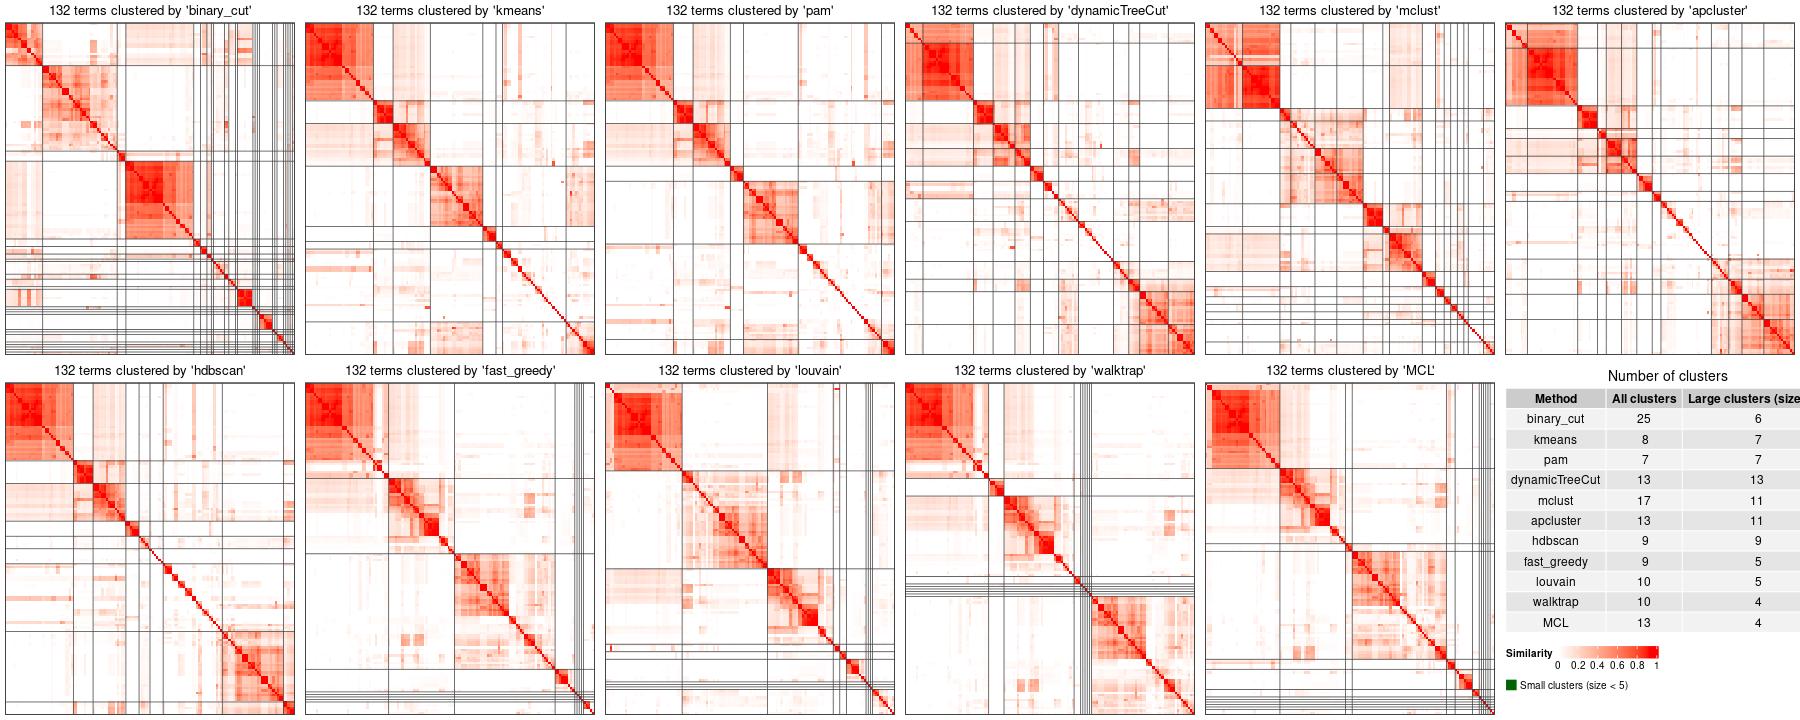 132 terms clustered by 'binary_cut'
132 terms clustered by 'kmeans'
132 terms clustered by 'pam'
132 terms clustered by 'dynamicTreeCut'
132 terms clustered by 'mclust'
132 terms clustered by 'apcluster'
132 terms clustered by 'hdbscan'
132 terms clustered by 'fast_greedy'
132 terms clustered by 'louvain'
132 terms clustered by 'walktrap'
132 terms clustered by 'MCL'
Number of clusters
Method All clusters Large clusters (size
binary_cut 25 6
kmeans 8 7
pam 7 7
dynamicTreeCut 13 13
mclust 17 11
apcluster 13 11
hdbscan 9 9
fast_greedy 9 5
louvain 10 5
walktrap 10 4
MCL 13 4
Similarity
0 0.2 0.4 0.6 0.8 1
Small clusters (size < 5)